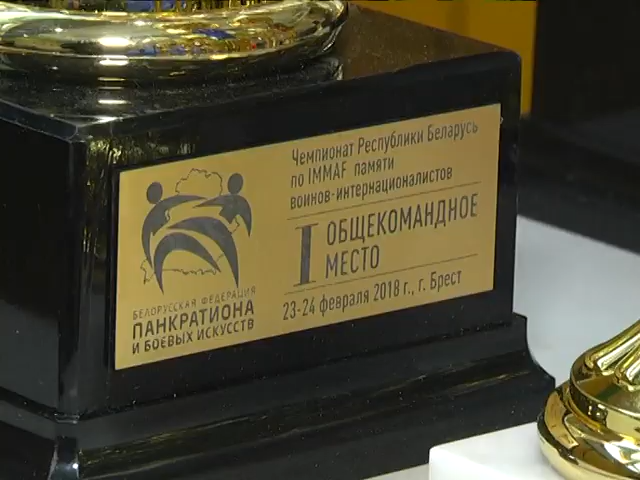 Чемпионат Республики Беларусь
по IMMAF памяти
воинов-интернационалистов
I ОБЩЕКОМАНДНОЕ
МЕСТО
23-24 февраля 2018 г., г. Брест
БЕЛОРУССКАЯ ФЕДЕРАЦИЯ
ПАНКРАТИОНА
И БОЕВЫХ ИСКУССТВ